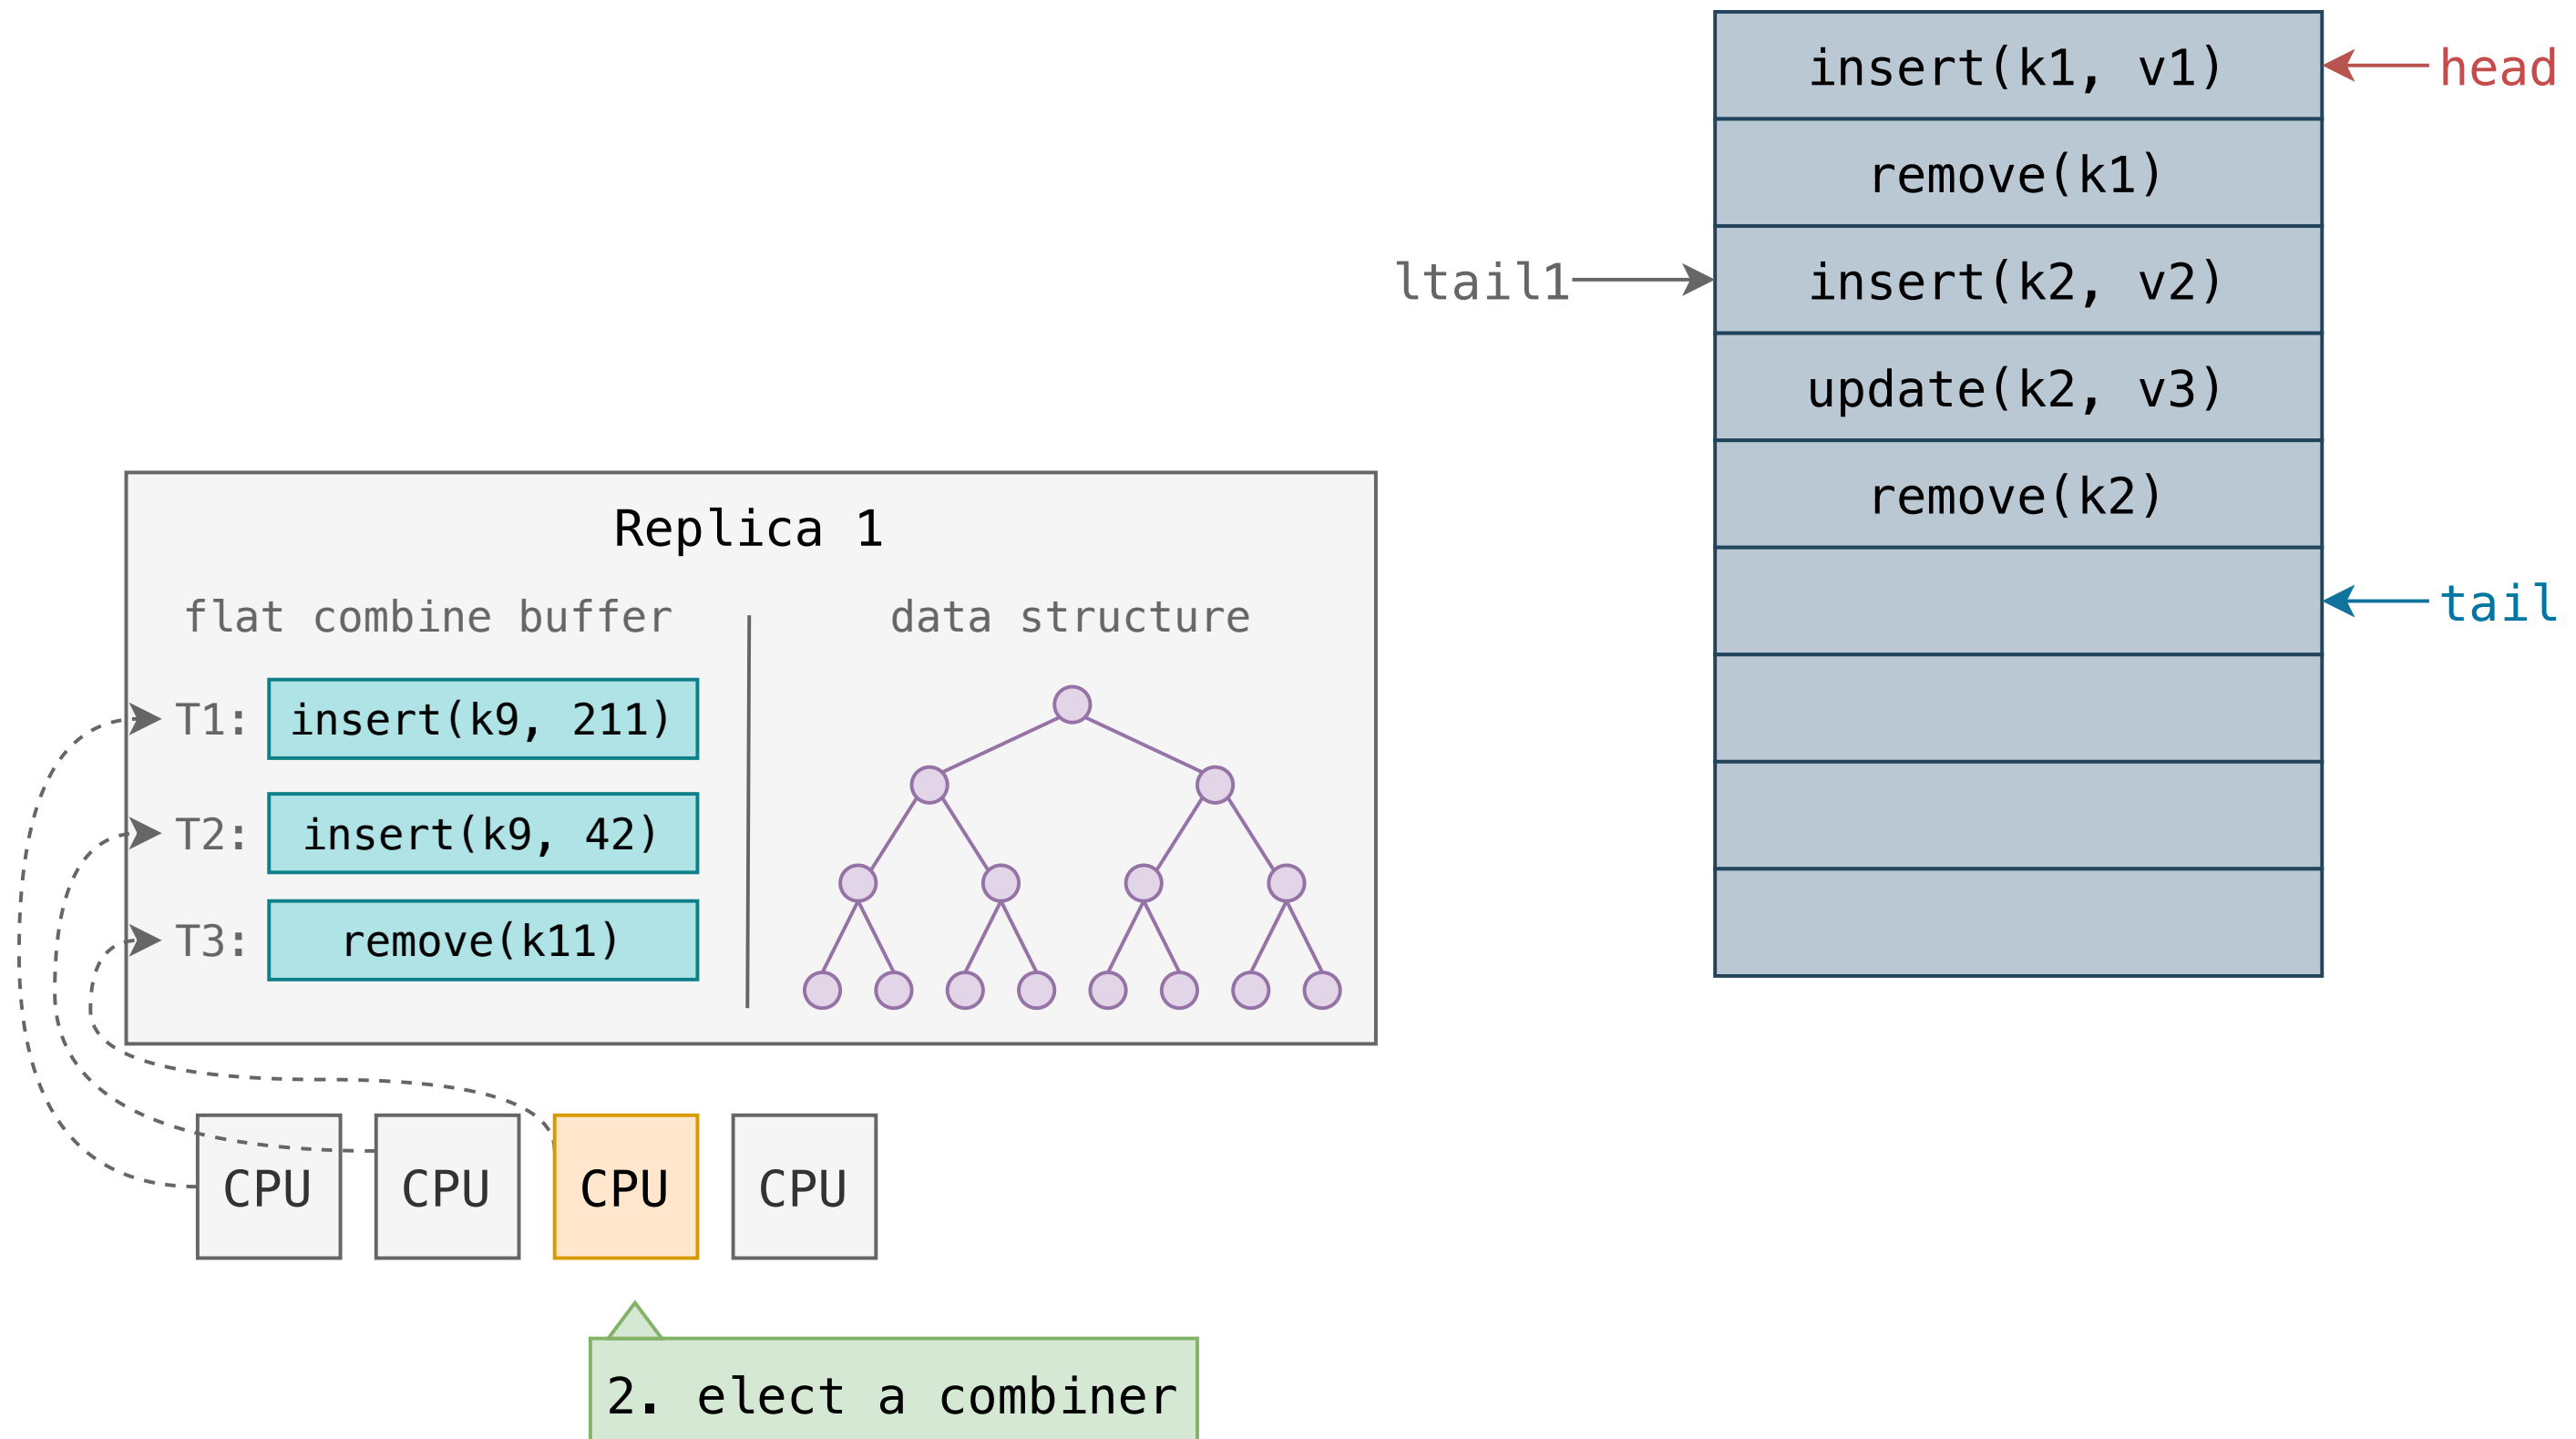 insert(k1, v1)
head
remove(k1)
ltail1
insert(k2, v2)
update(k2, v3)
remove(k2)
tail
Replica 1
flat combine buffer
data structure
T1:
insert(k9, 211)
T2:
insert(k9, 42)
T3:
remove(k11)
CPU
CPU
CPU
CPU
2. elect a combiner